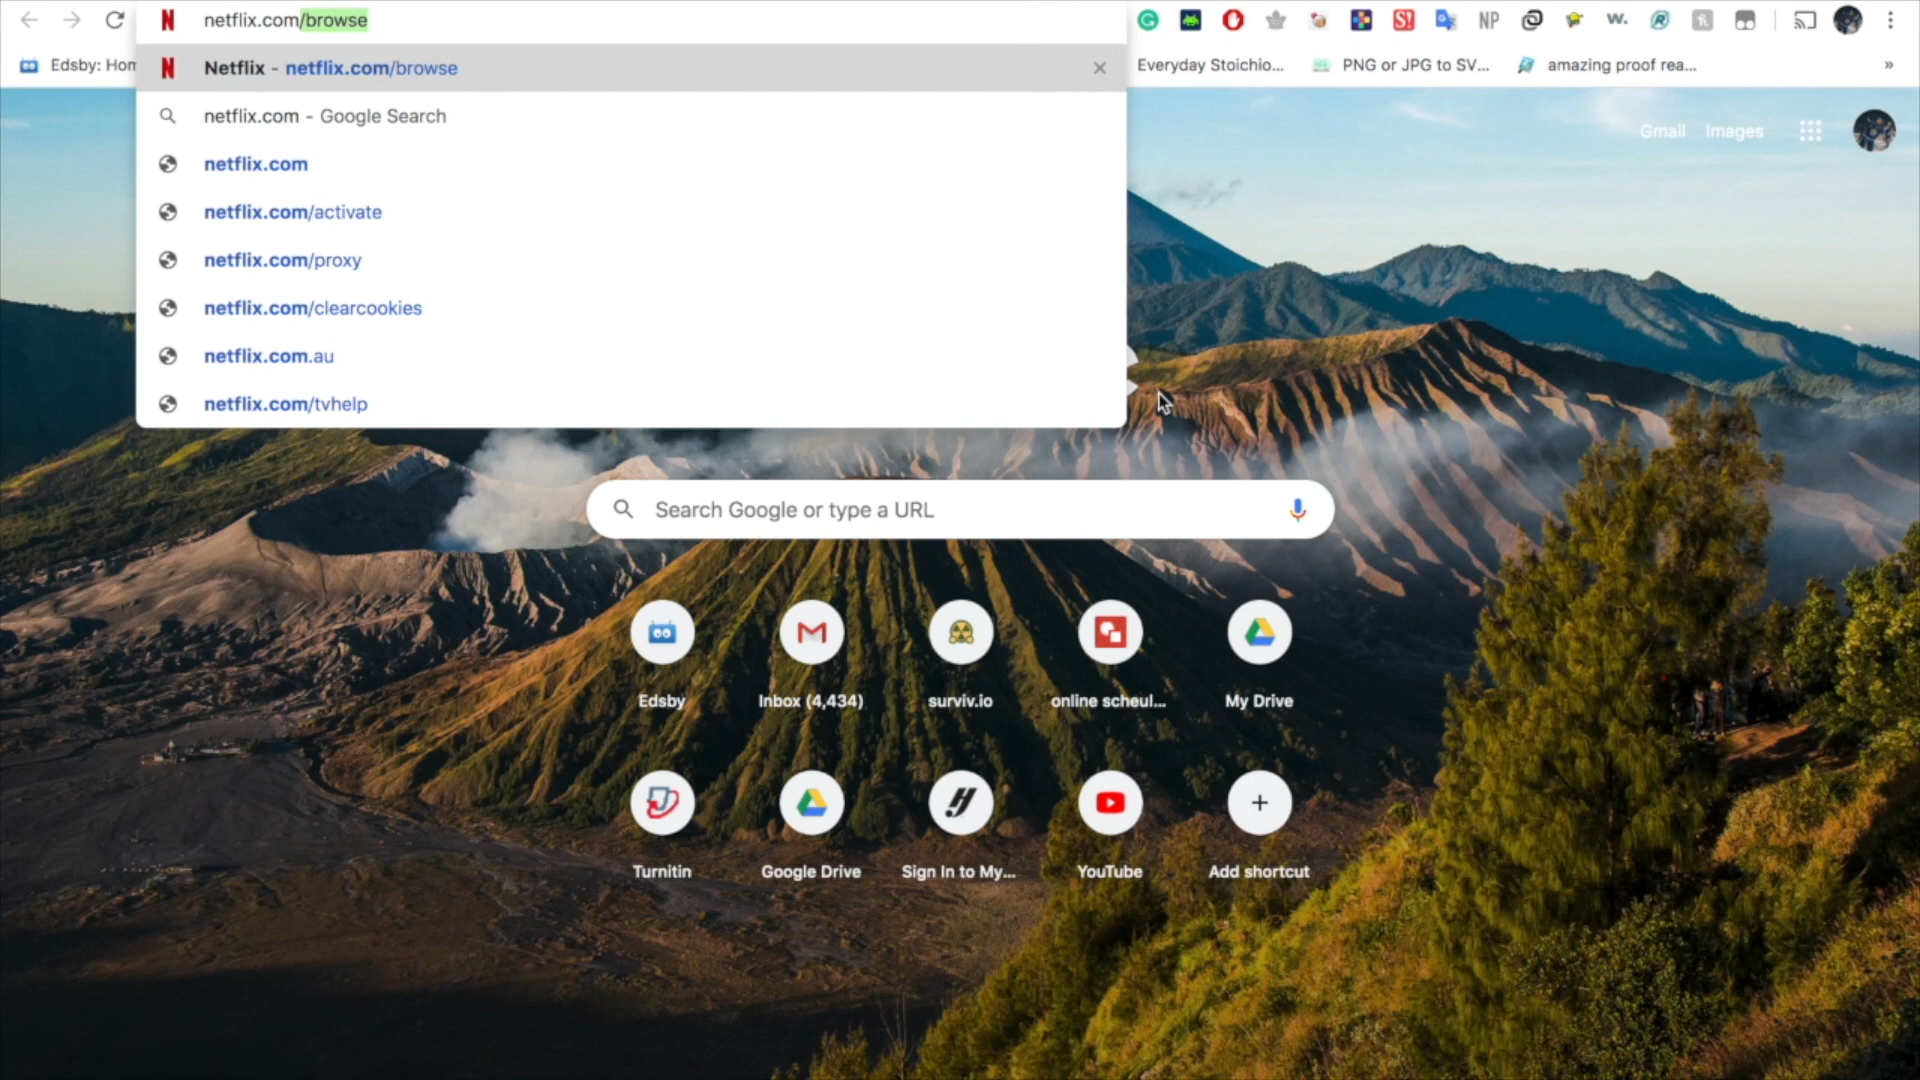 netflix.com/browse
Edsby: Hom
Everyday Stoichio...
PNG or JPG to SV...
amazing proof rea...
»
Netflix - netflix.com/browse
netflix.com - Google Search
netflix.com
netflix.com/activate
netflix.com/proxy
netflix.com/clearcookies
netflix.com.au
netflix.com/tvhelp
Gmail Images
Search Google or type a URL
Edsby
Inbox (4,434)
surviv.io
online scheul...
My Drive
Turnitin
Google Drive
Sign In to My...
YouTube
Add shortcut
NP
w.
S!